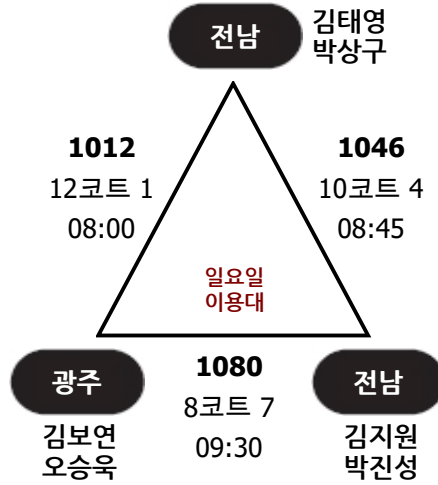 전남
김태영
박상구
1012
12코트 1
08:00
1046
10코트 4
08:45
일요일
이용대
광주
김보연
오승욱
1080
8코트 7
09:30
전남
김지원
박진성